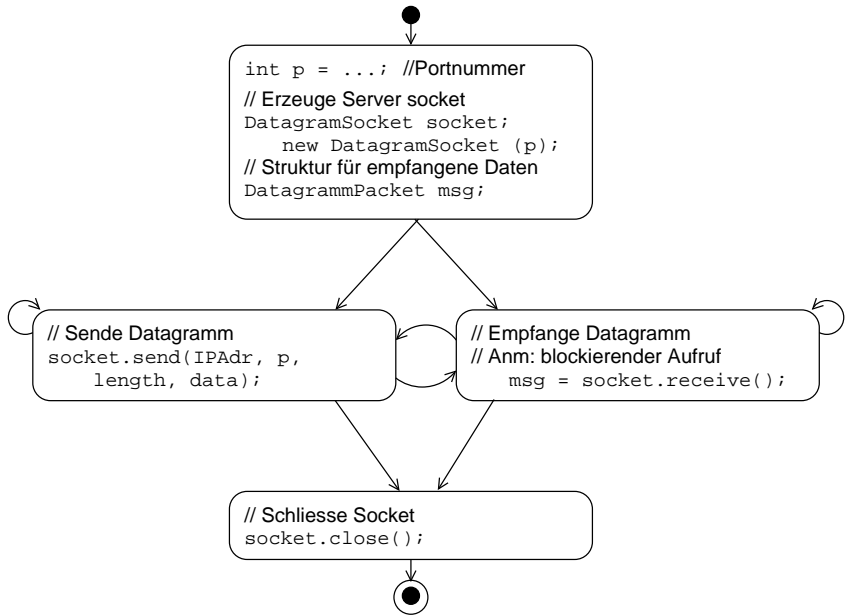 int p = ...; //Portnummer
// Erzeuge Server socket
DatagramSocket socket;
new DatagramSocket (p);
// Struktur für empfangene Daten
DatagrammPacket msg;
// Sende Datagramm
socket.send(IPAdr, p,
length, data);
// Empfange Datagramm
// Anm: blockierender Aufruf
msg = socket.receive();
// Schliesse Socket
socket.close();